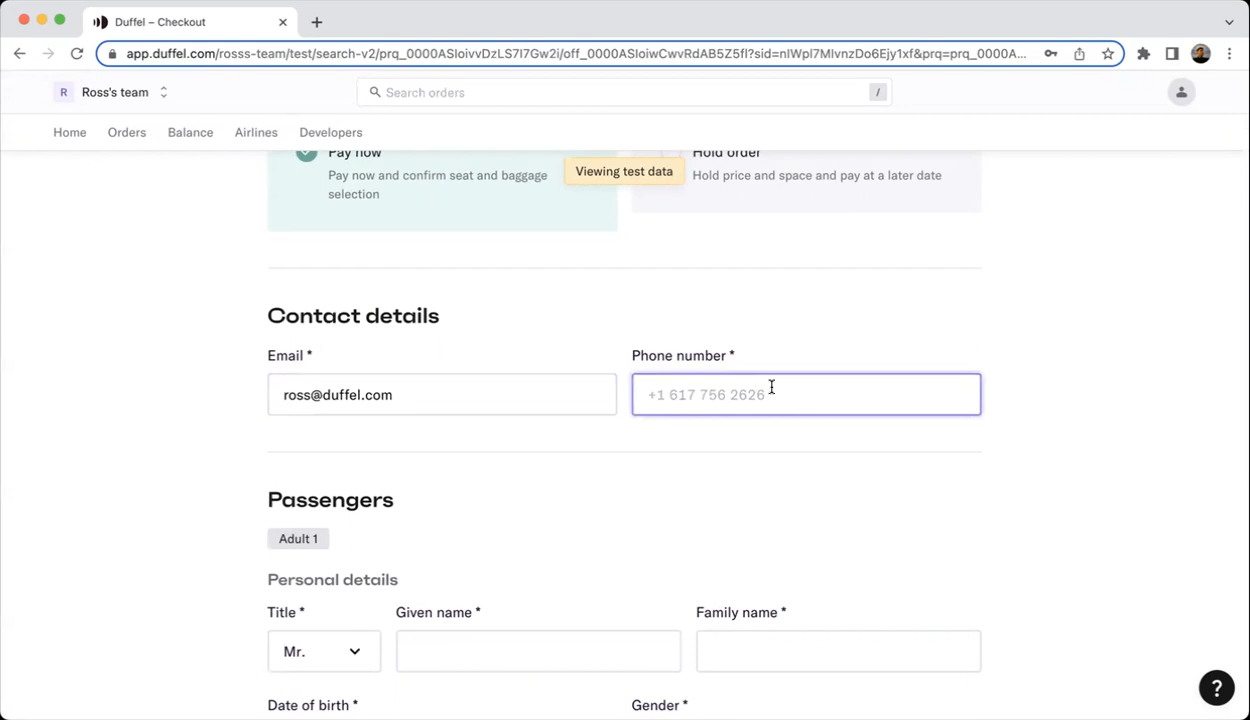 Duffel – Checkout
app.duffel.com/rosss-team/test/search-v2/prq_0000ASIoivvDzLS7I7Gw2i/off_0000ASIoiwCwvRdAB5Z5fI?sid=nIWpI7MIvnzDo6Ejy1xf&prq=prq_0000A...
R Ross's team
Search orders /
Home Orders Balance Airlines Developers
Pay now
Pay now and confirm seat and baggage
selection
Viewing test data
Hold order
Hold price and space and pay at a later date
Contact details
Email * Phone number *
ross@duffel.com +1 617 756 2626
Passengers
Adult 1
Personal details
Title * Given name * Family name *
Mr.
Date of birth * Gender *
?